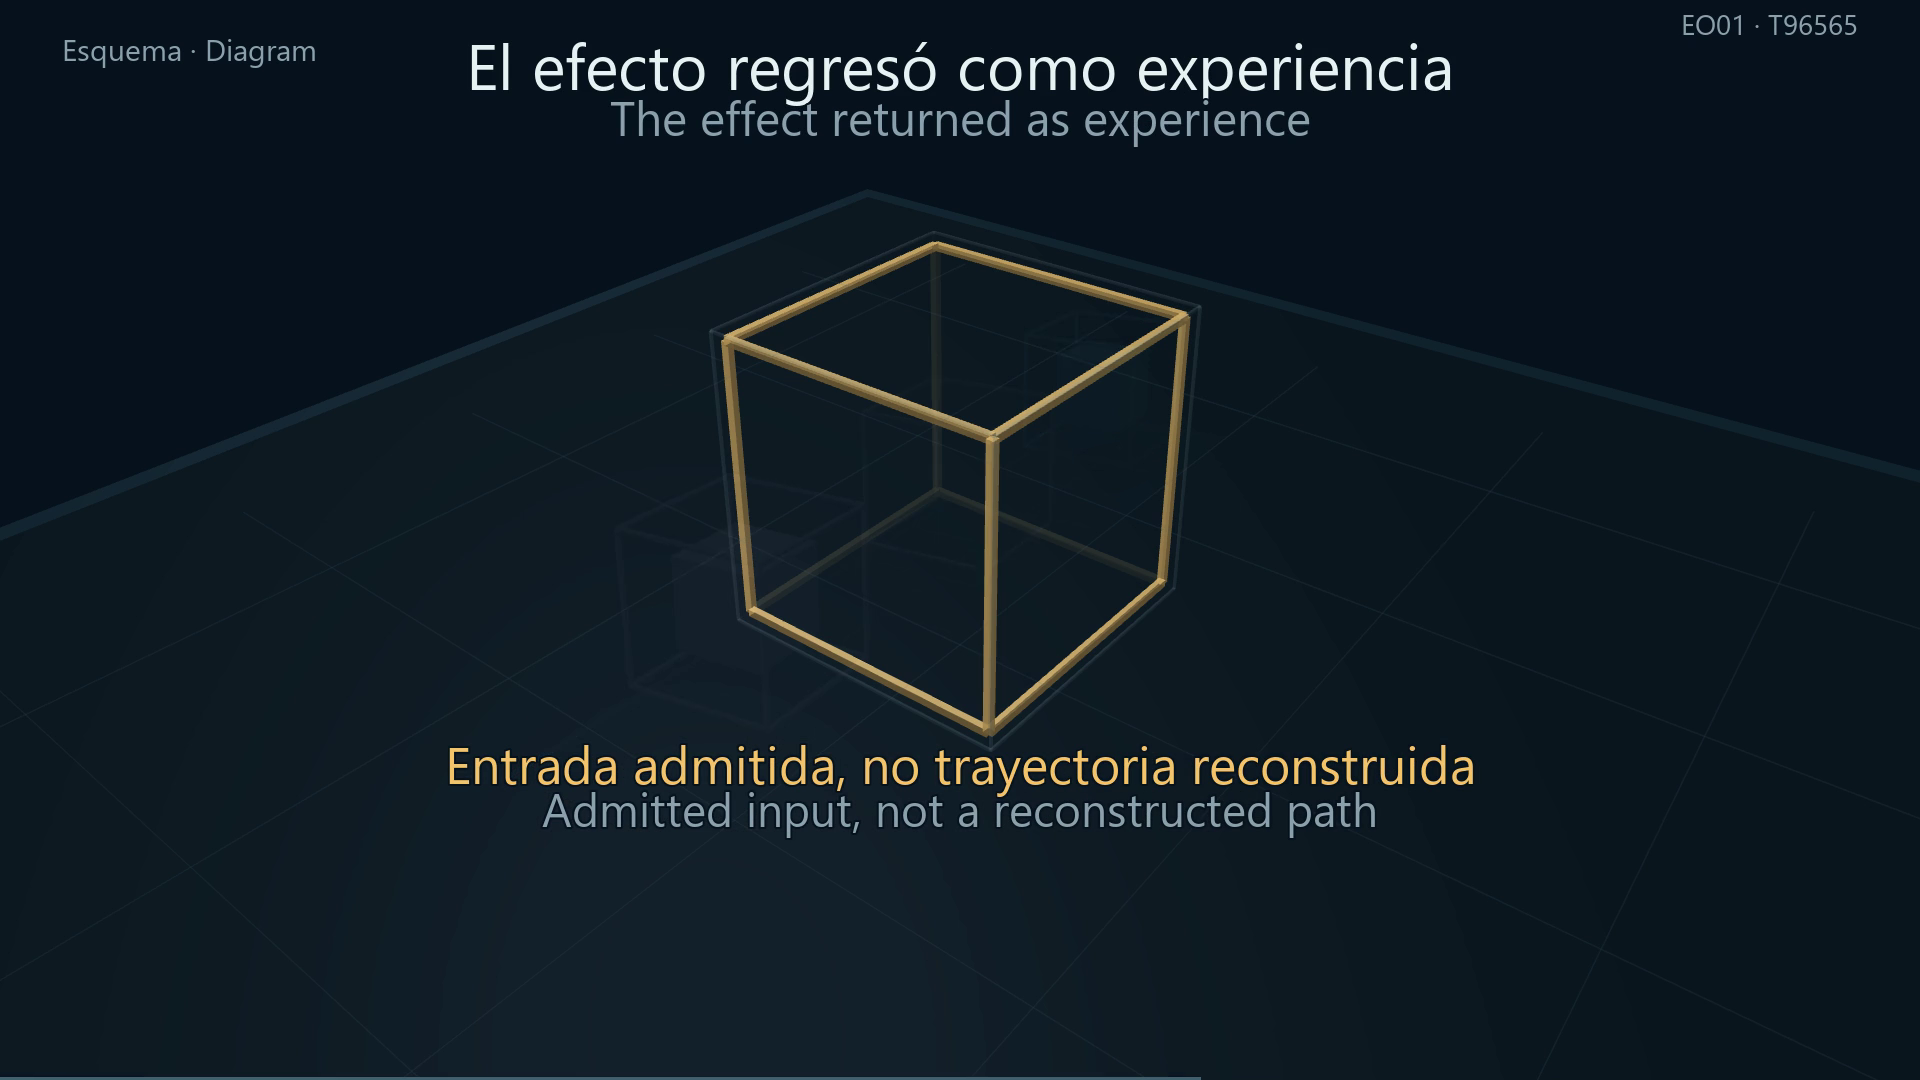 Esquema · Diagram
EO01 · T96565
El efecto regresó como experiencia
The effect returned as experience
Entrada admitida, no trayectoria reconstruida
Admitted input, not a reconstructed path